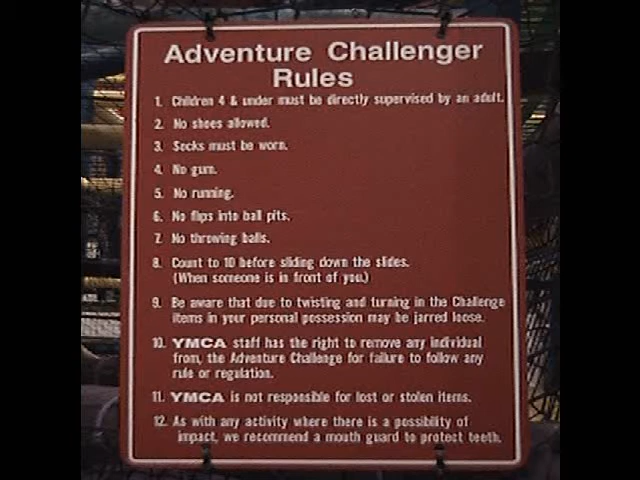 Adventure Challenger
Rules
1. Children 4 & under must be directly supervised by an adult.
2. No shoes allowed.
3. Socks must be worn.
4. No gum.
5. No running.
6. No flips into ball pits.
7. No throwing balls.
8. Count to 10 before sliding down the slides.
(When someone is in front of you.)
9. Be aware that due to twisting and turning in the Challenge
items in your personal possession may be jarred loose.
10. YMCA staff has the right to remove any individual
from, the Adventure Challenge for failure to follow any
rule or regulation.
11. YMCA is not responsible for lost or stolen items.
12. As with any activity where there is a possibility of
impact, we recommend a mouth guard to protect teeth.